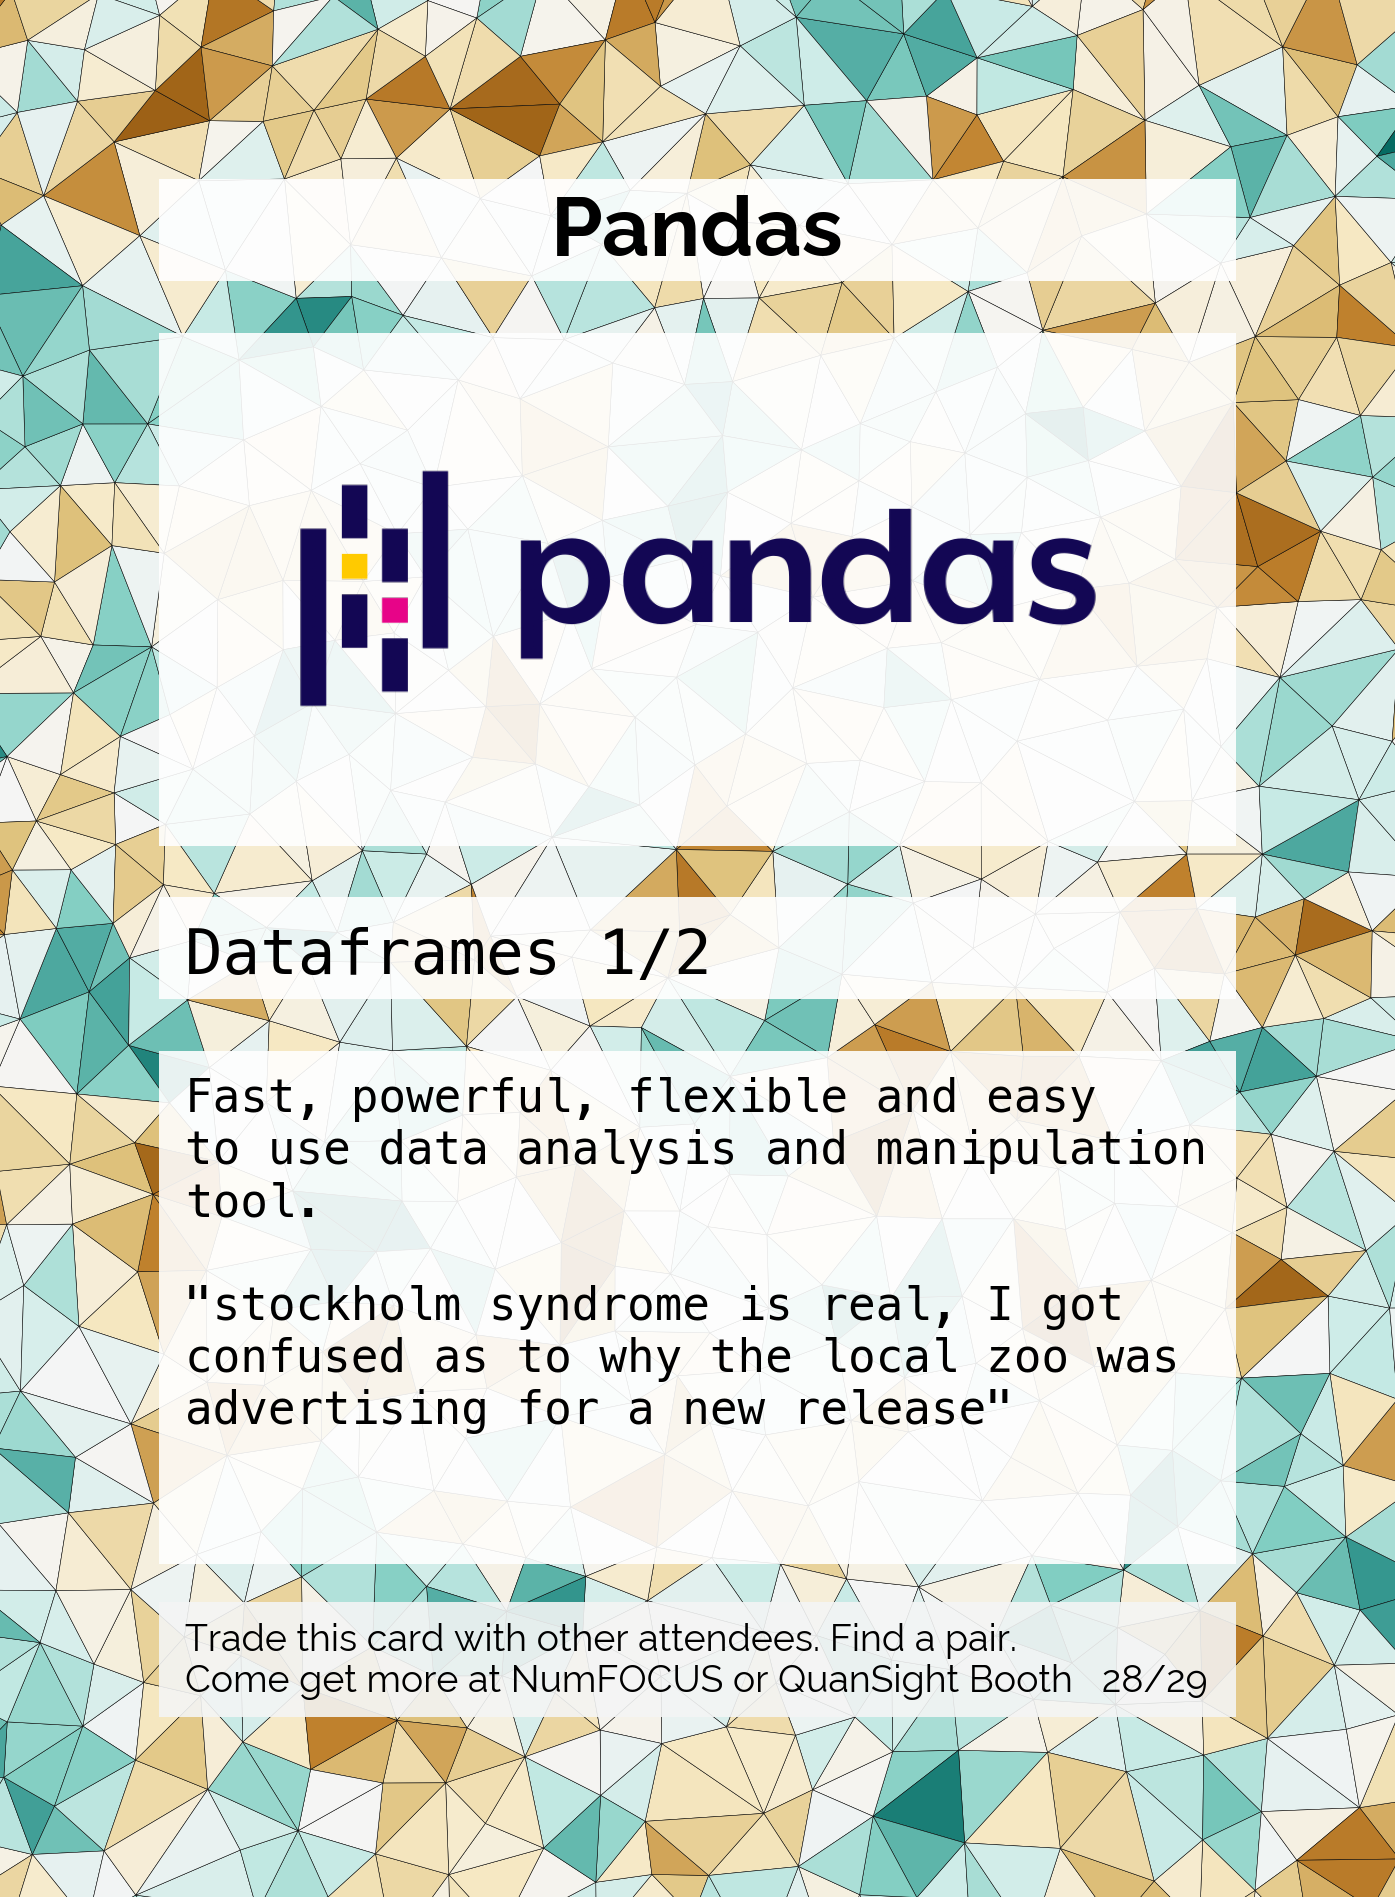 Pandas
pandas
Dataframes 1/2
Fast, powerful, flexible and easy
to use data analysis and manipulation
tool.
"stockholm syndrome is real, I got
confused as to why the local zoo was
advertising for a new release"
Trade this card with other attendees. Find a pair.
Come get more at NumFOCUS or QuanSight Booth 28/29